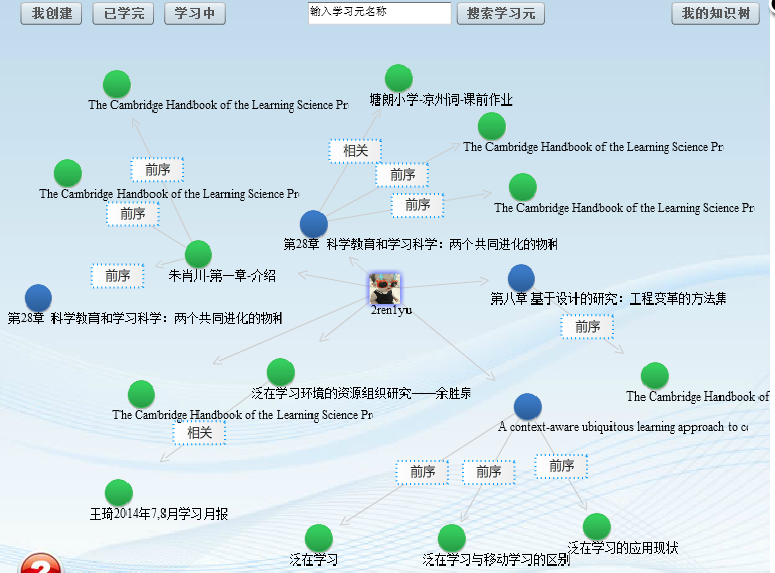 我创建 已学完 学习中 输入学习元名称 搜索学习元 我的知识树
The Cambridge Handbook of the Learning Science Pr
塘朗小学-凉州词-课前作业
The Cambridge Handbook of the Learning Science Pr
相关
前序
前序
The Cambridge Handbook of the Learning Science Pr
前序
前序
The Cambridge Handbook of the Learning Science Pr
第28章 科学教育和学习科学：两个共同进化的物种
朱肖川-第一章-介绍
前序
2ren1yu
第八章 基于设计的研究：工程变革的方法集
第28章 科学教育和学习科学：两个共同进化的物种
前序
泛在学习环境的资源组织研究——余胜泉
The Cambridge Handbook of
The Cambridge Handbook of the Learning Science Pr
A context-aware ubiquitous learning approach to cc
相关
前序
前序
前序
王琦2014年7,8月学习月报
泛在学习
泛在学习与移动学习的区别
泛在学习的应用现状